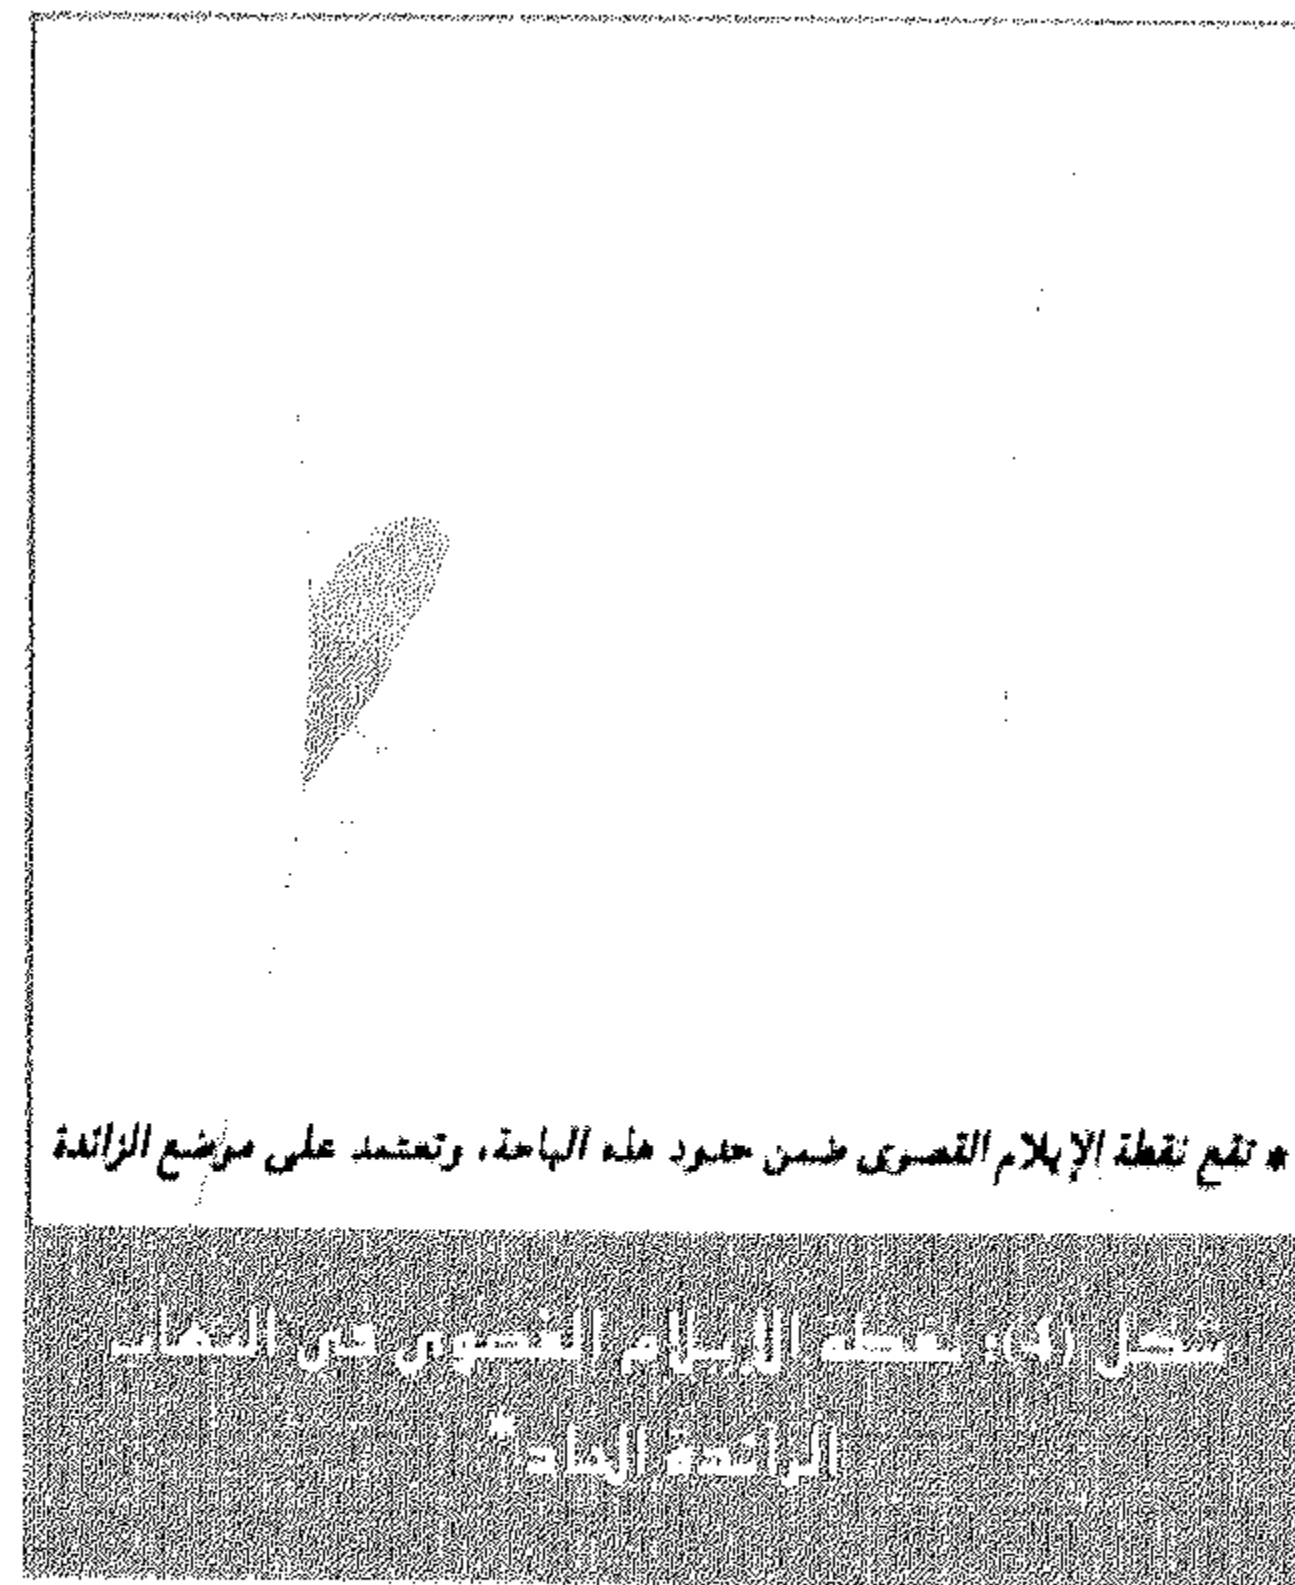 * تقع نقطة الإيلام القصوى ضمن حدود هذه الباحة، وتعتمد على موضع الزائدة
شكل (4): نقطة الإيلام القصوى في التهاب
الزائدة الحاد*